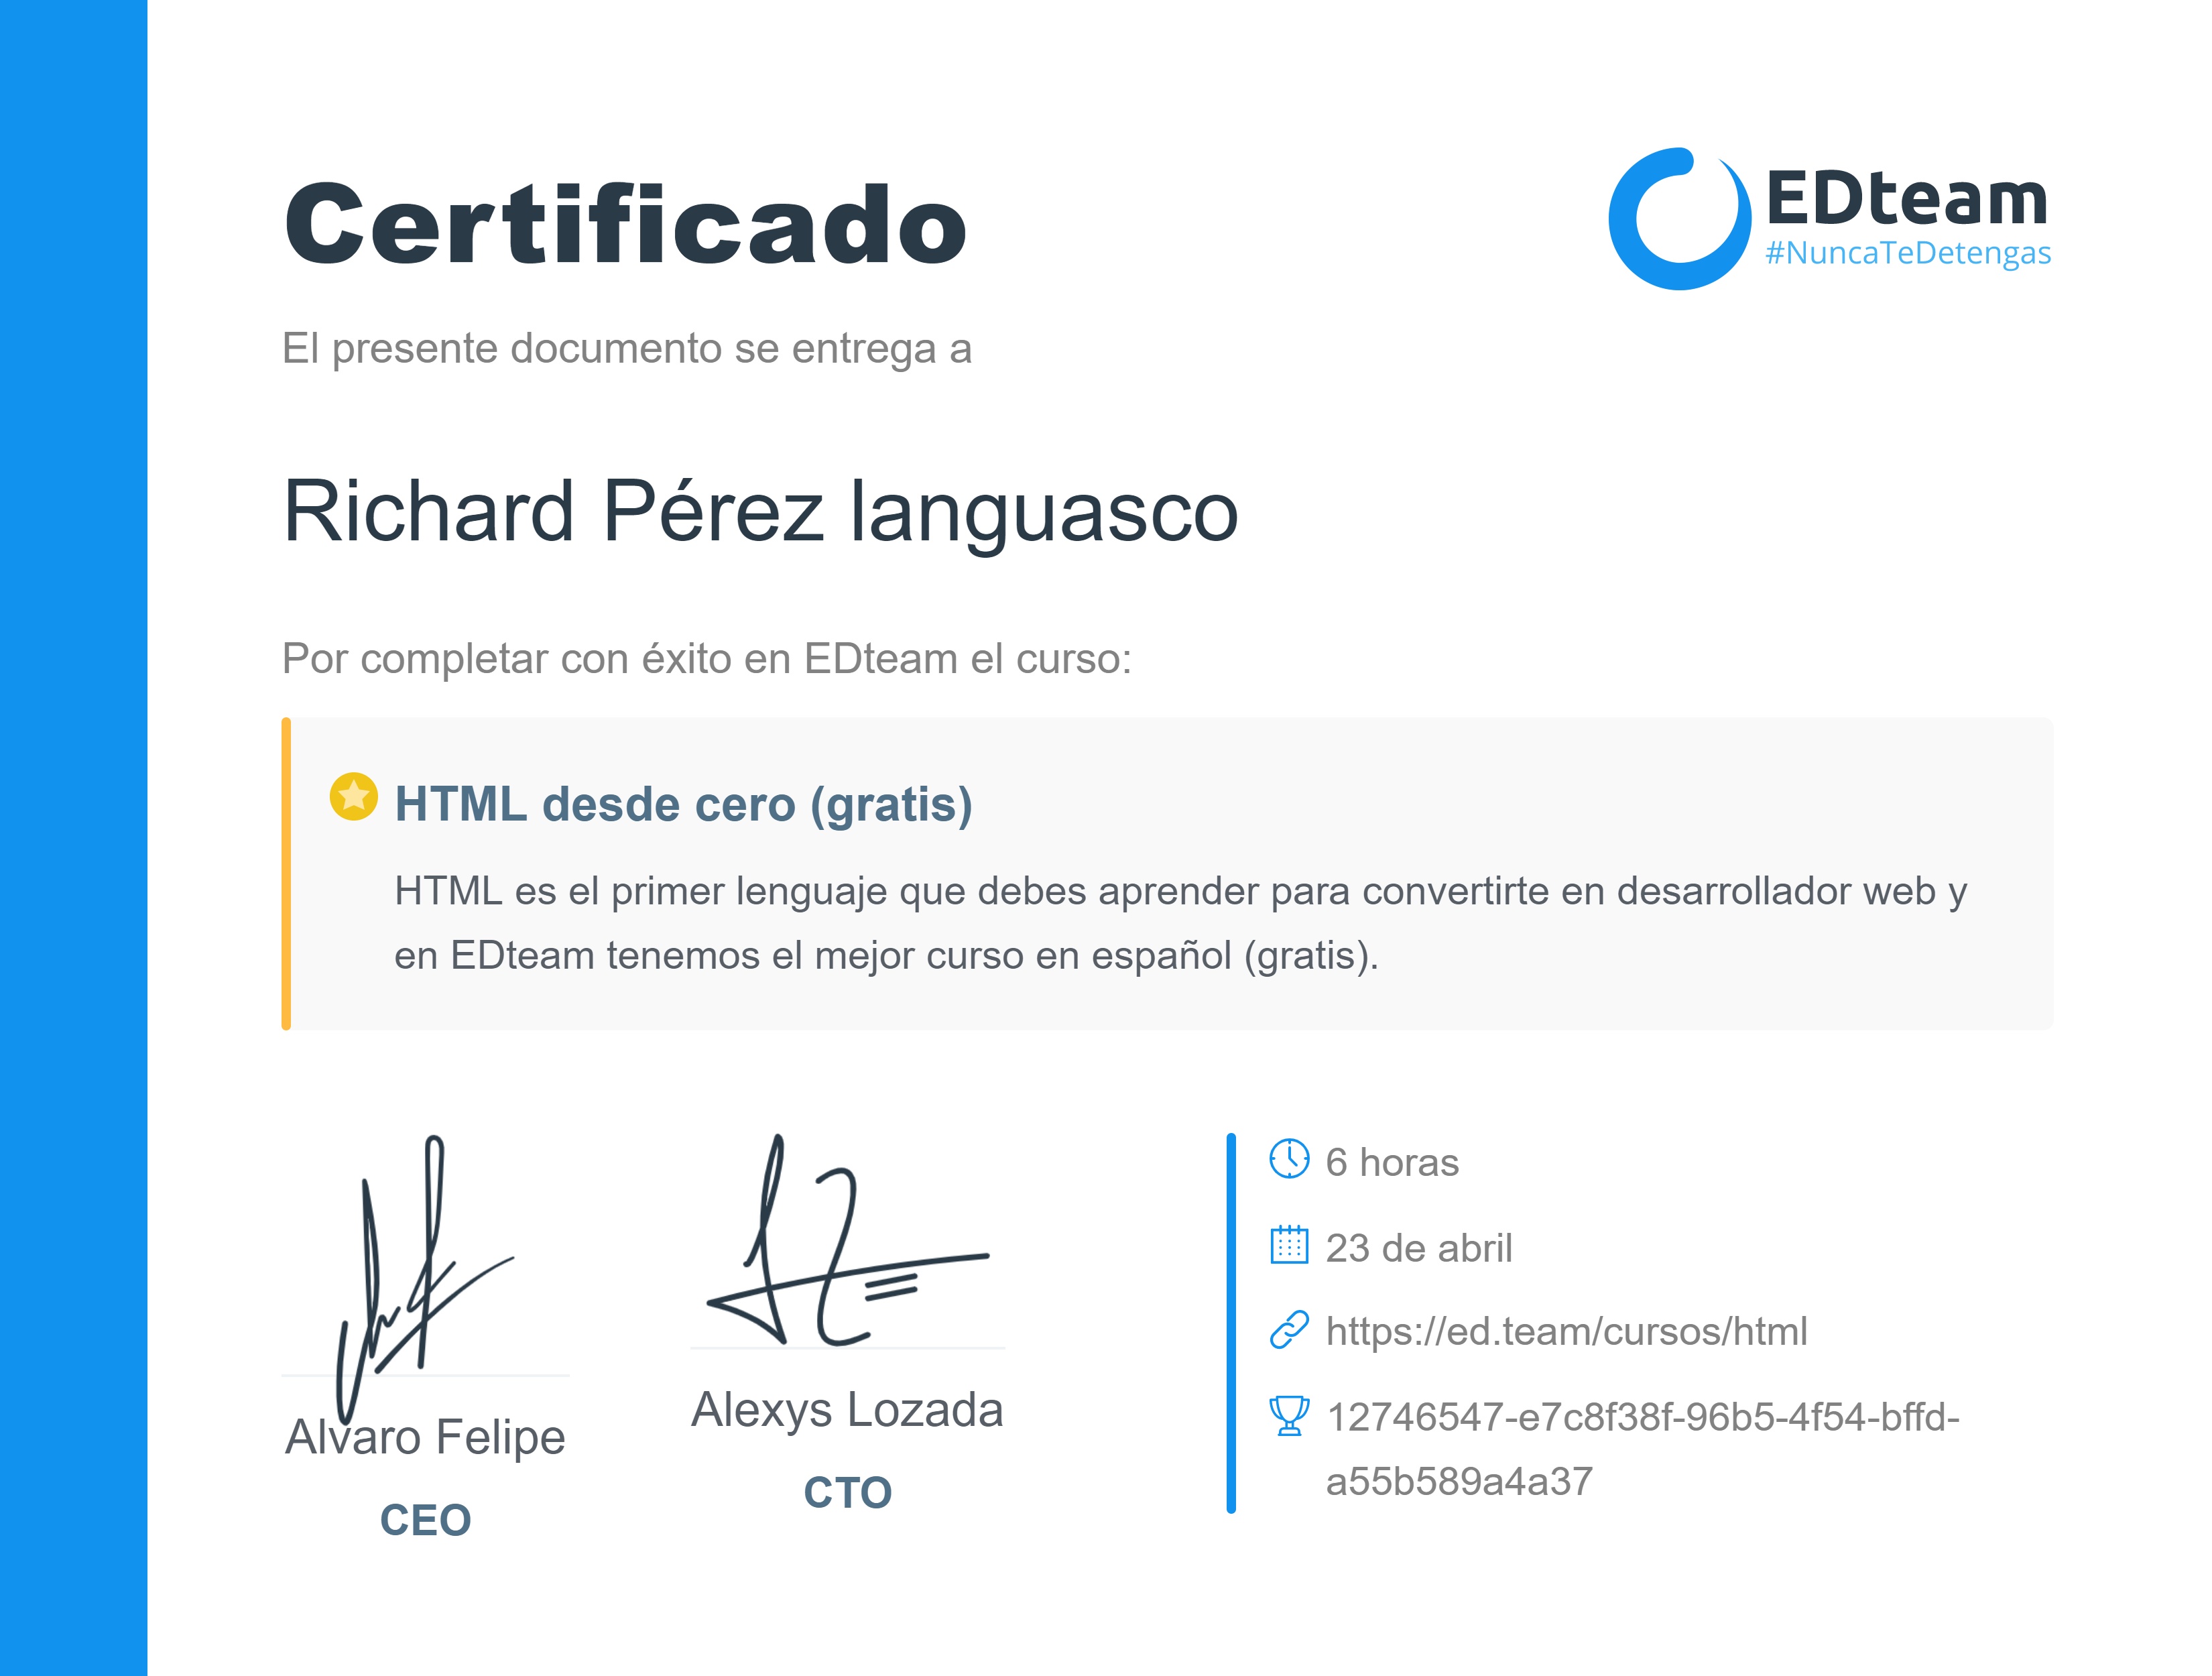 Certificado
EDteam
#NuncaTeDetengas
El presente documento se entrega a
Richard Pérez languasco
Por completar con éxito en EDteam el curso:
HTML desde cero (gratis)
HTML es el primer lenguaje que debes aprender para convertirte en desarrollador web y
en EDteam tenemos el mejor curso en español (gratis).
Alvaro Felipe
CEO
Alexys Lozada
CTO
6 horas
23 de abril
https://ed.team/cursos/html
12746547-e7c8f38f-96b5-4f54-bffd-
a55b589a4a37